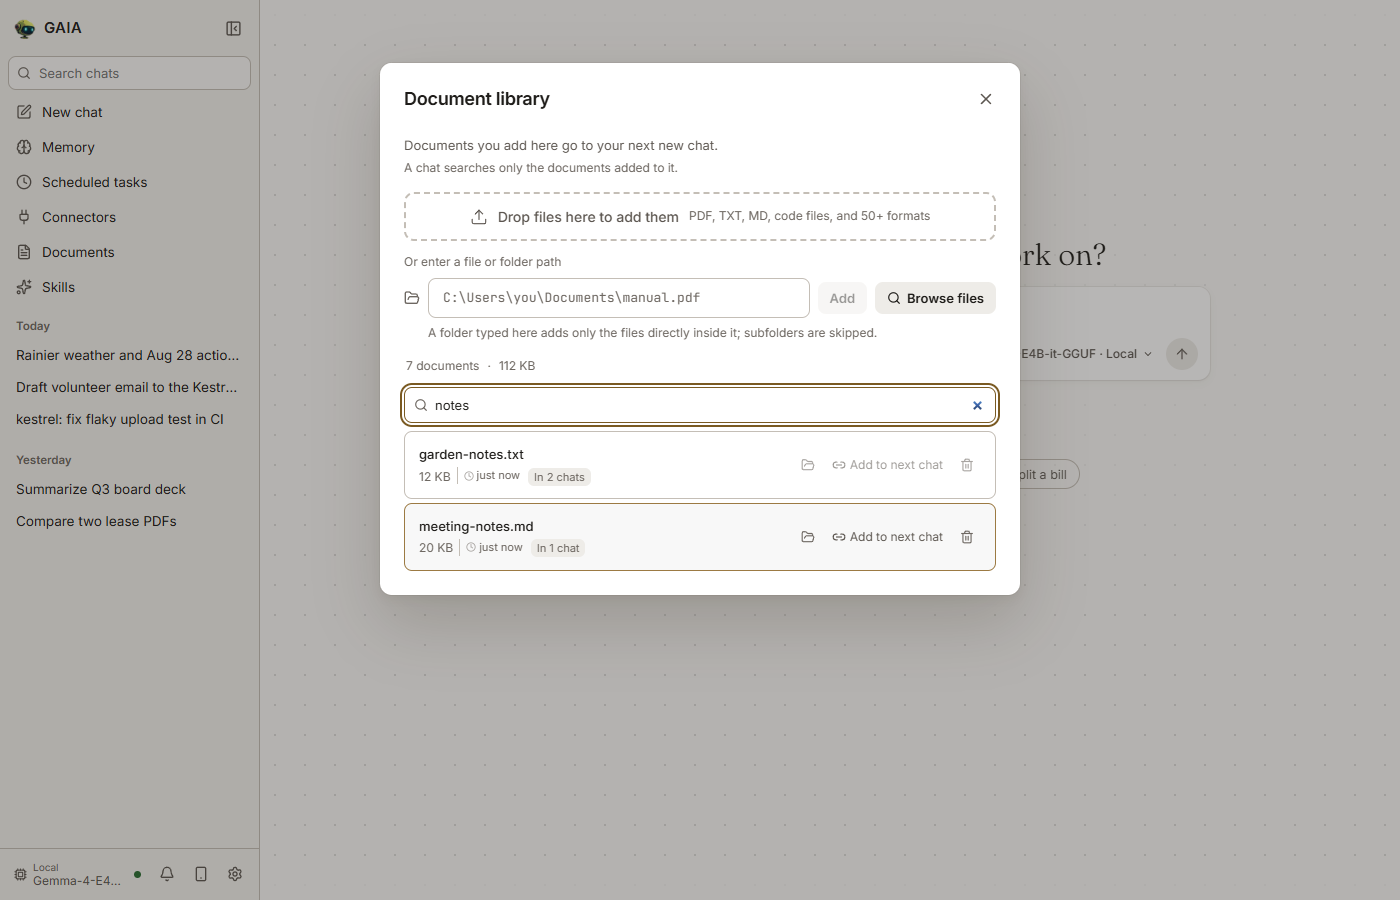 GAIA
Search chats
New chat
Memory
Scheduled tasks
Connectors
Documents
Skills
Today
Rainier weather and Aug 28 actio...
Draft volunteer email to the Kestr...
kestrel: fix flaky upload test in CI
Yesterday
Summarize Q3 board deck
Compare two lease PDFs
Local
Gemma-4-E4...
Document library
Documents you add here go to your next new chat.
A chat searches only the documents added to it.
Drop files here to add them PDF, TXT, MD, code files, and 50+ formats
Or enter a file or folder path
C:\Users\you\Documents\manual.pdf
Add
Browse files
A folder typed here adds only the files directly inside it; subfolders are skipped.
7 documents · 112 KB
notes
garden-notes.txt
12 KB just now In 2 chats
Add to next chat
meeting-notes.md
20 KB just now In 1 chat
Add to next chat
on?
E4B-it-GGUF · Local
a bill